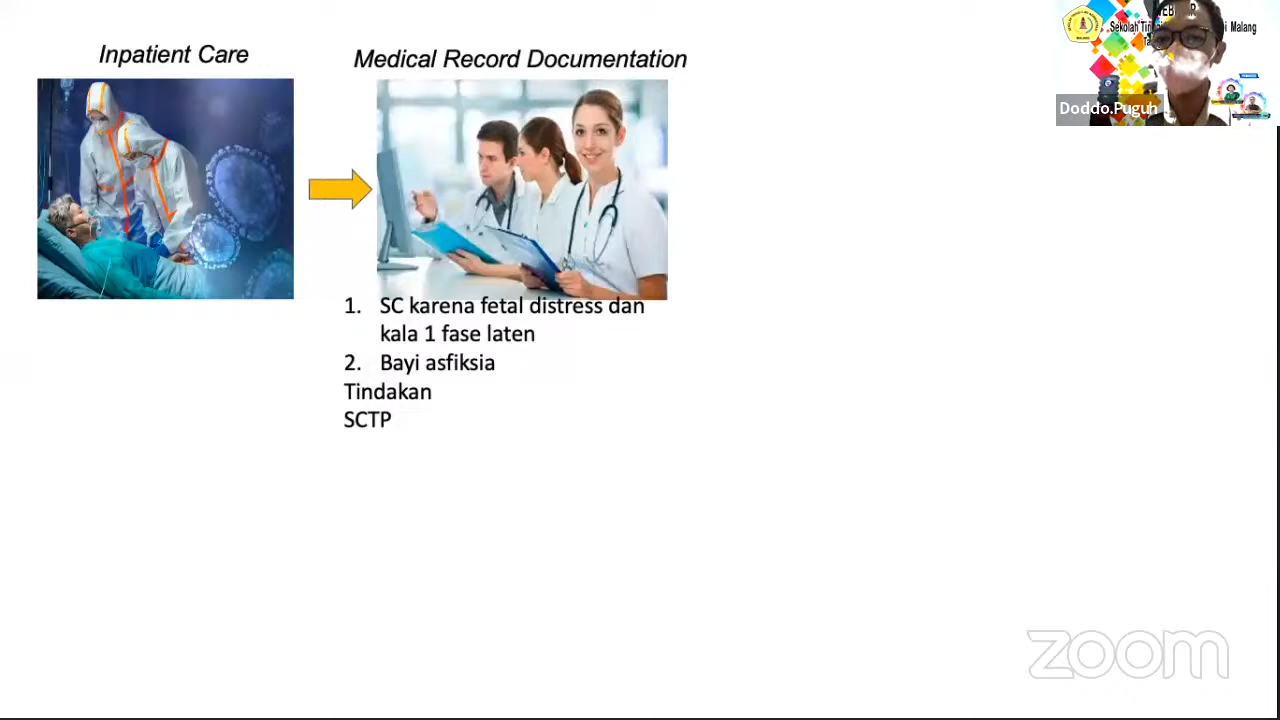 Inpatient Care
Medical Record Documentation
1. SC karena fetal distress dan
kala 1 fase laten
2. Bayi asfiksia
Tindakan
SCTP
Sekolah
Malang
Doddo.Puguh
zoom